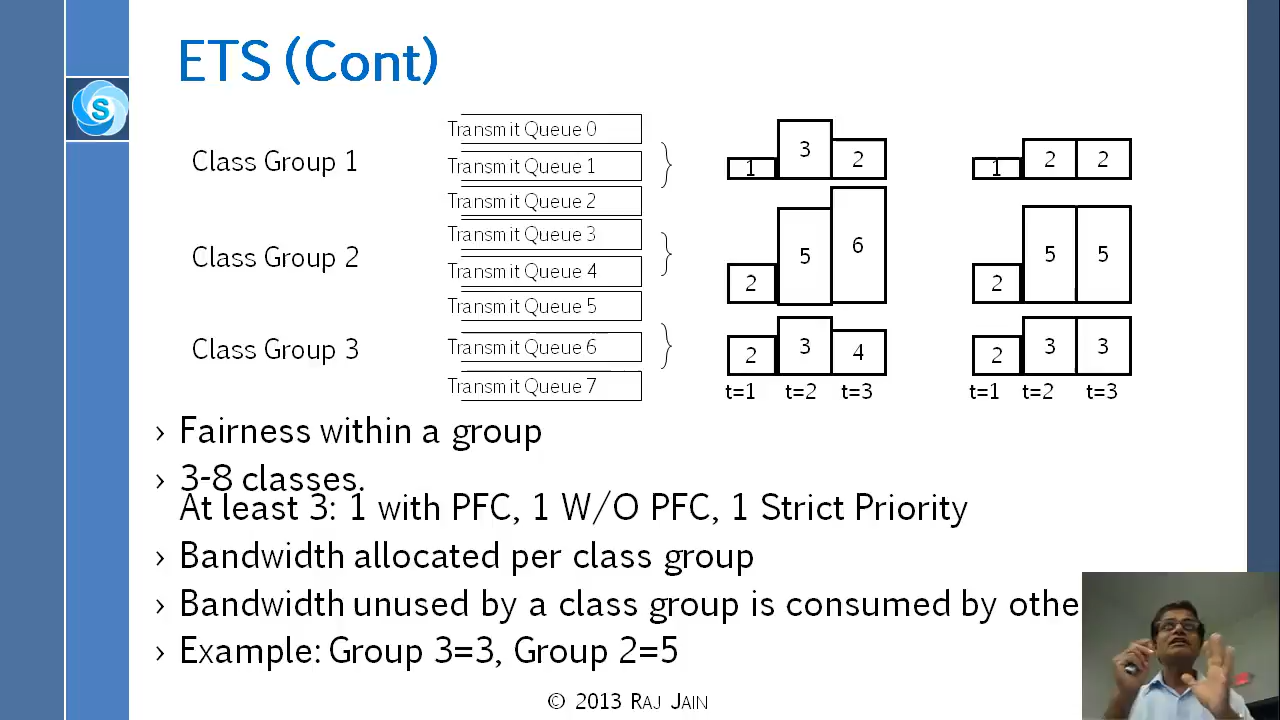 ETS (Cont)
S
Class Group 1
Class Group 2
Class Group 3
Transmit Queue 0
Transmit Queue 1
Transmit Queue 2
Transmit Queue 3
Transmit Queue 4
Transmit Queue 5
Transmit Queue 6
Transmit Queue 7
1 3 2
2 5 6
2 3 4
t=1 t=2 t=3
1 2 2
2 5 5
2 3 3
t=1 t=2 t=3
› Fairness within a group
› 3-8 classes.
At least 3: 1 with PFC, 1 W/O PFC, 1 Strict Priority
› Bandwidth allocated per class group
› Bandwidth unused by a class group is consumed by othe
› Example: Group 3=3, Group 2=5
© 2013 RAJ JAIN